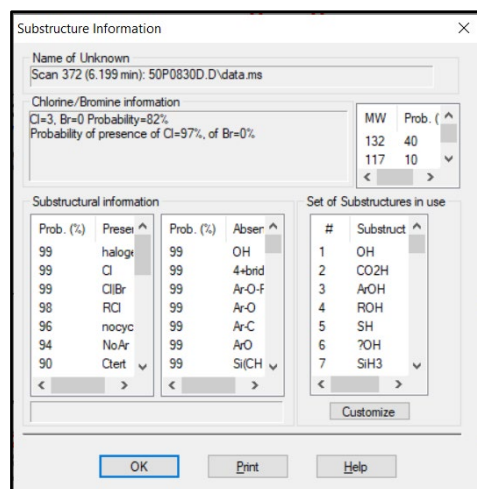 Substructure Information
Name of Unknown
Scan 372 (6.199 min): 50P0830D.D\data.ms
Chlorine/Bromine information
Cl=3, Br=0 Probability=82%
Probability of presence of Cl=97%, of Br=0%
MW Prob. (
132 40
117 10
Substructural information
Prob. (%) Preser
99 haloge
99 Cl
99 Cl|Br
98 RCl
96 nocyc
94 NoAr
90 Ctert
Prob. (%) Absen
99 OH
99 4+brid
99 Ar-O-F
99 Ar-O
99 Ar-C
99 ArO
99 Si(CH
Set of Substructures in use
# Substruct
1 OH
2 CO2H
3 ArOH
4 ROH
5 SH
6 ?OH
7 SiH3
Customize
OK
Print
Help